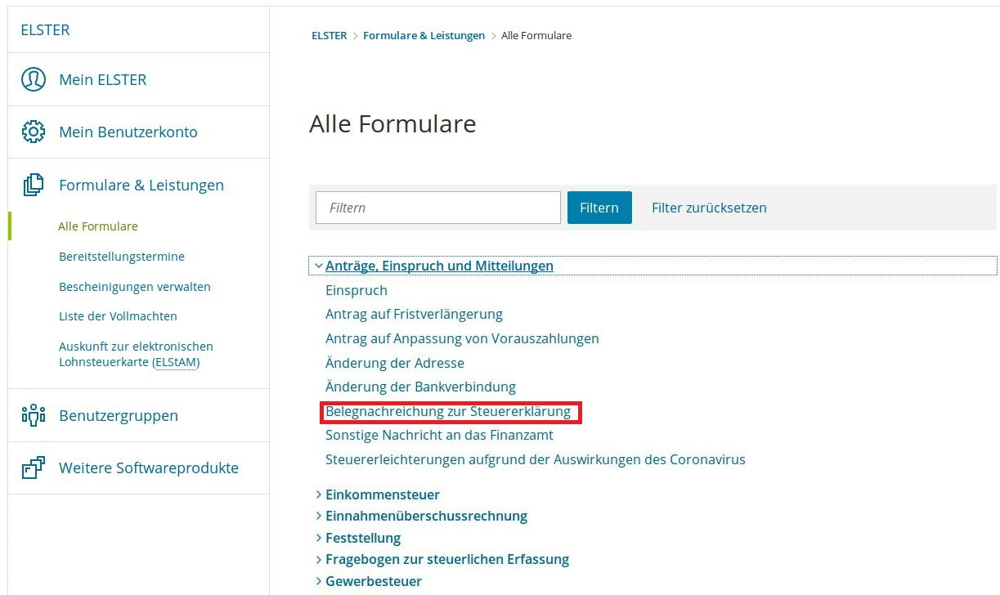 ELSTER
Mein ELSTER
Mein Benutzerkonto
Formulare & Leistungen
Alle Formulare
Bereitstellungstermine
Bescheinigungen verwalten
Liste der Vollmachten
Auskunft zur elektronischen
Lohnsteuerkarte (ELStAM)
Benutzergruppen
Weitere Softwareprodukte
ELSTER > Formulare & Leistungen > Alle Formulare
Alle Formulare
Filtern Filtern Filter zurücksetzen
Anträge, Einspruch und Mitteilungen
Einspruch
Antrag auf Fristverlängerung
Antrag auf Anpassung von Vorauszahlungen
Änderung der Adresse
Änderung der Bankverbindung
Belegnachreichung zur Steuererklärung
Sonstige Nachricht an das Finanzamt
Steuererleichterungen aufgrund der Auswirkungen des Coronavirus
> Einkommensteuer
> Einnahmenüberschussrechnung
> Feststellung
> Fragebogen zur steuerlichen Erfassung
> Gewerbesteuer